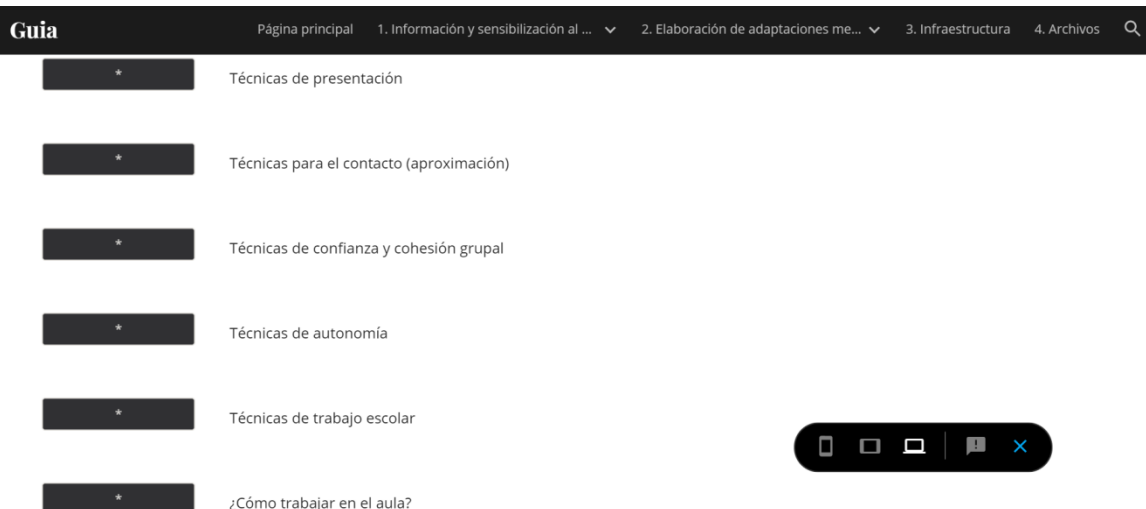 Guia
Página principal
1. Información y sensibilización al ...
2. Elaboración de adaptaciones me...
3. Infraestructura
4. Archivos
* Técnicas de presentación
* Técnicas para el contacto (aproximación)
* Técnicas de confianza y cohesión grupal
* Técnicas de autonomía
* Técnicas de trabajo escolar
* ¿Cómo trabajar en el aula?